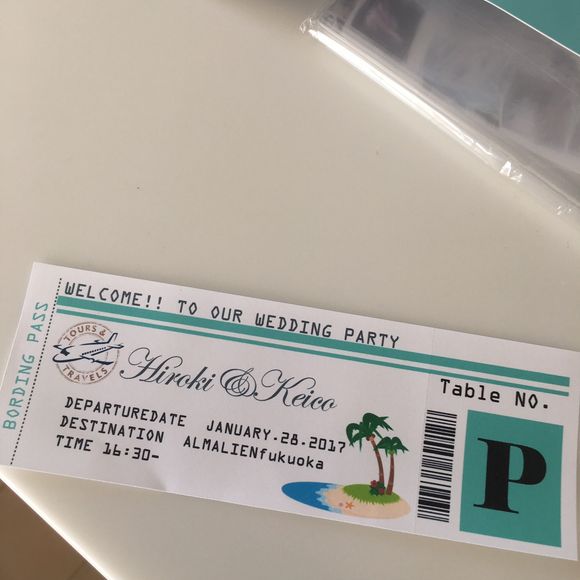 BORDING PASS
WELCOME!! TO OUR WEDDING PARTY
TOURS & TRAVELS
Hiroki & Keico
DEPARTUREDATE JANUARY.28.2017
DESTINATION ALMALIENfukuoka
TIME 16:30-
Table NO.
P